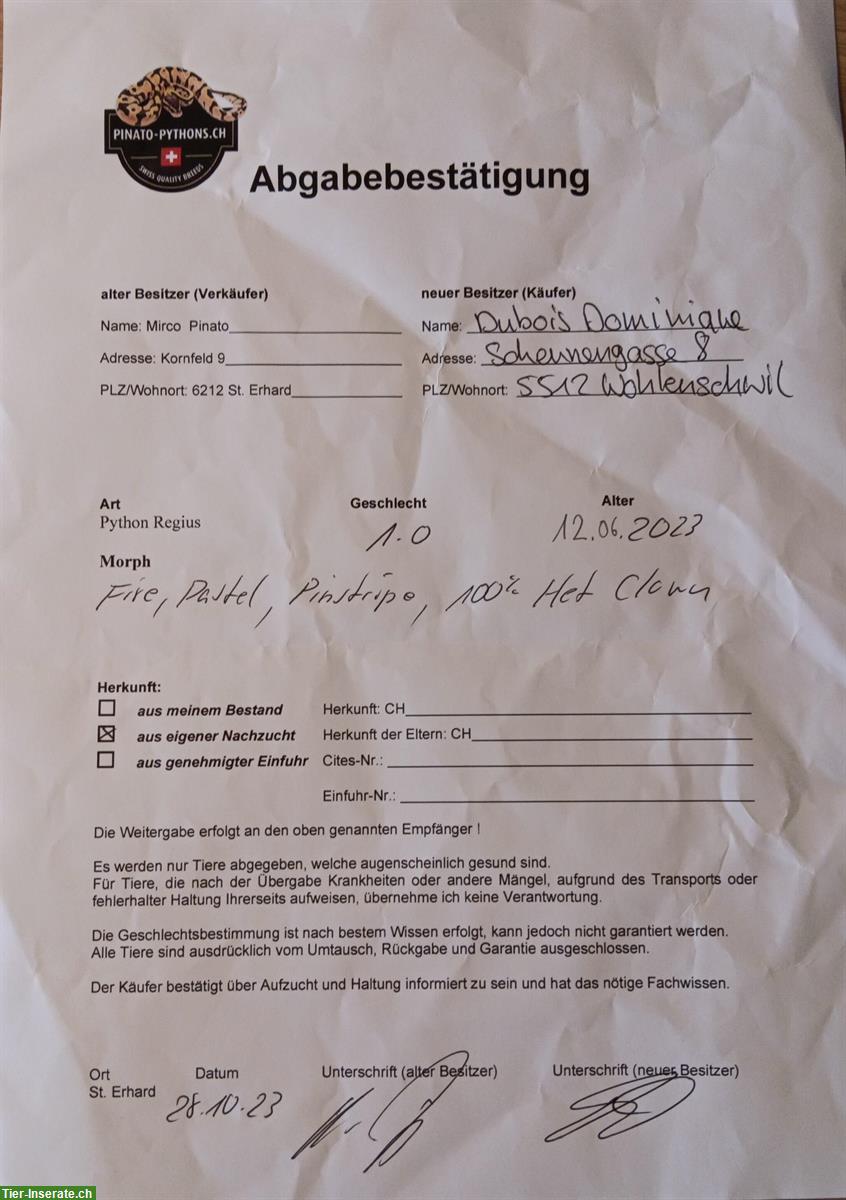 PINATO-PYTHONS.CH
SWISS QUALITY BREEDS
Abgabebestätigung
alter Besitzer (Verkäufer) neuer Besitzer (Käufer)
Name: Mirco Pinato Name: Dubois Dominique
Adresse: Kornfeld 9 Adresse: Scheunengasse 8
PLZ/Wohnort: 6212 St. Erhard PLZ/Wohnort: 5512 Wohlenschwil
Art Geschlecht Alter
Python Regius 1.0 12.06.2023
Morph
Fire, Pastel, Pinstripe, 100% Het Clown
Herkunft:
aus meinem Bestand Herkunft: CH
aus eigener Nachzucht Herkunft der Eltern: CH
aus genehmigter Einfuhr Cites-Nr.:
Einfuhr-Nr.:
Die Weitergabe erfolgt an den oben genannten Empfänger !
Es werden nur Tiere abgegeben, welche augenscheinlich gesund sind.
Für Tiere, die nach der Übergabe Krankheiten oder andere Mängel, aufgrund des Transports oder
fehlerhalter Haltung Ihrerseits aufweisen, übernehme ich keine Verantwortung.
Die Geschlechtsbestimmung ist nach bestem Wissen erfolgt, kann jedoch nicht garantiert werden.
Alle Tiere sind ausdrücklich vom Umtausch, Rückgabe und Garantie ausgeschlossen.
Der Käufer bestätigt über Aufzucht und Haltung informiert zu sein und hat das nötige Fachwissen.
Ort Datum Unterschrift (alter Besitzer) Unterschrift (neuer Besitzer)
St. Erhard 28.10.23
Tier-Inserate.ch